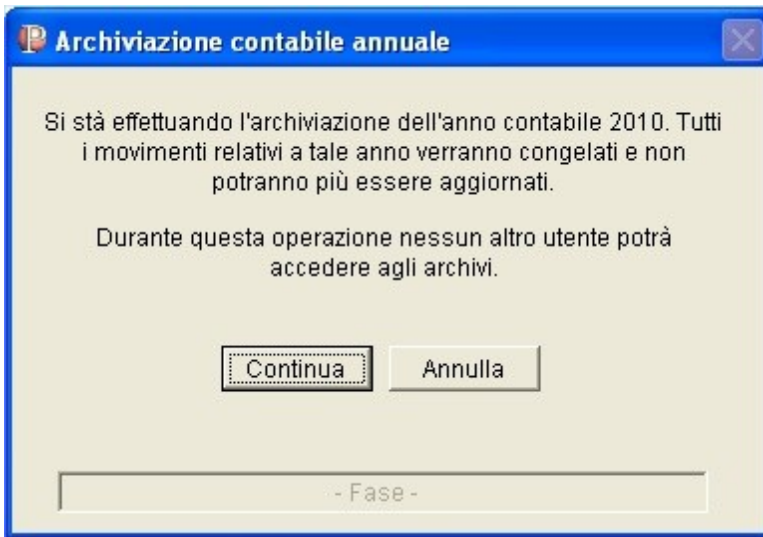 Archiviazione contabile annuale
Si stá effettuando l'archiviazione dell'anno contabile 2010. Tutti
i movimenti relativi a tale anno verranno congelati e non
potranno più essere aggiornati.
Durante questa operazione nessun altro utente potrà
accedere agli archivi.
Continua
Annulla
- Fase -